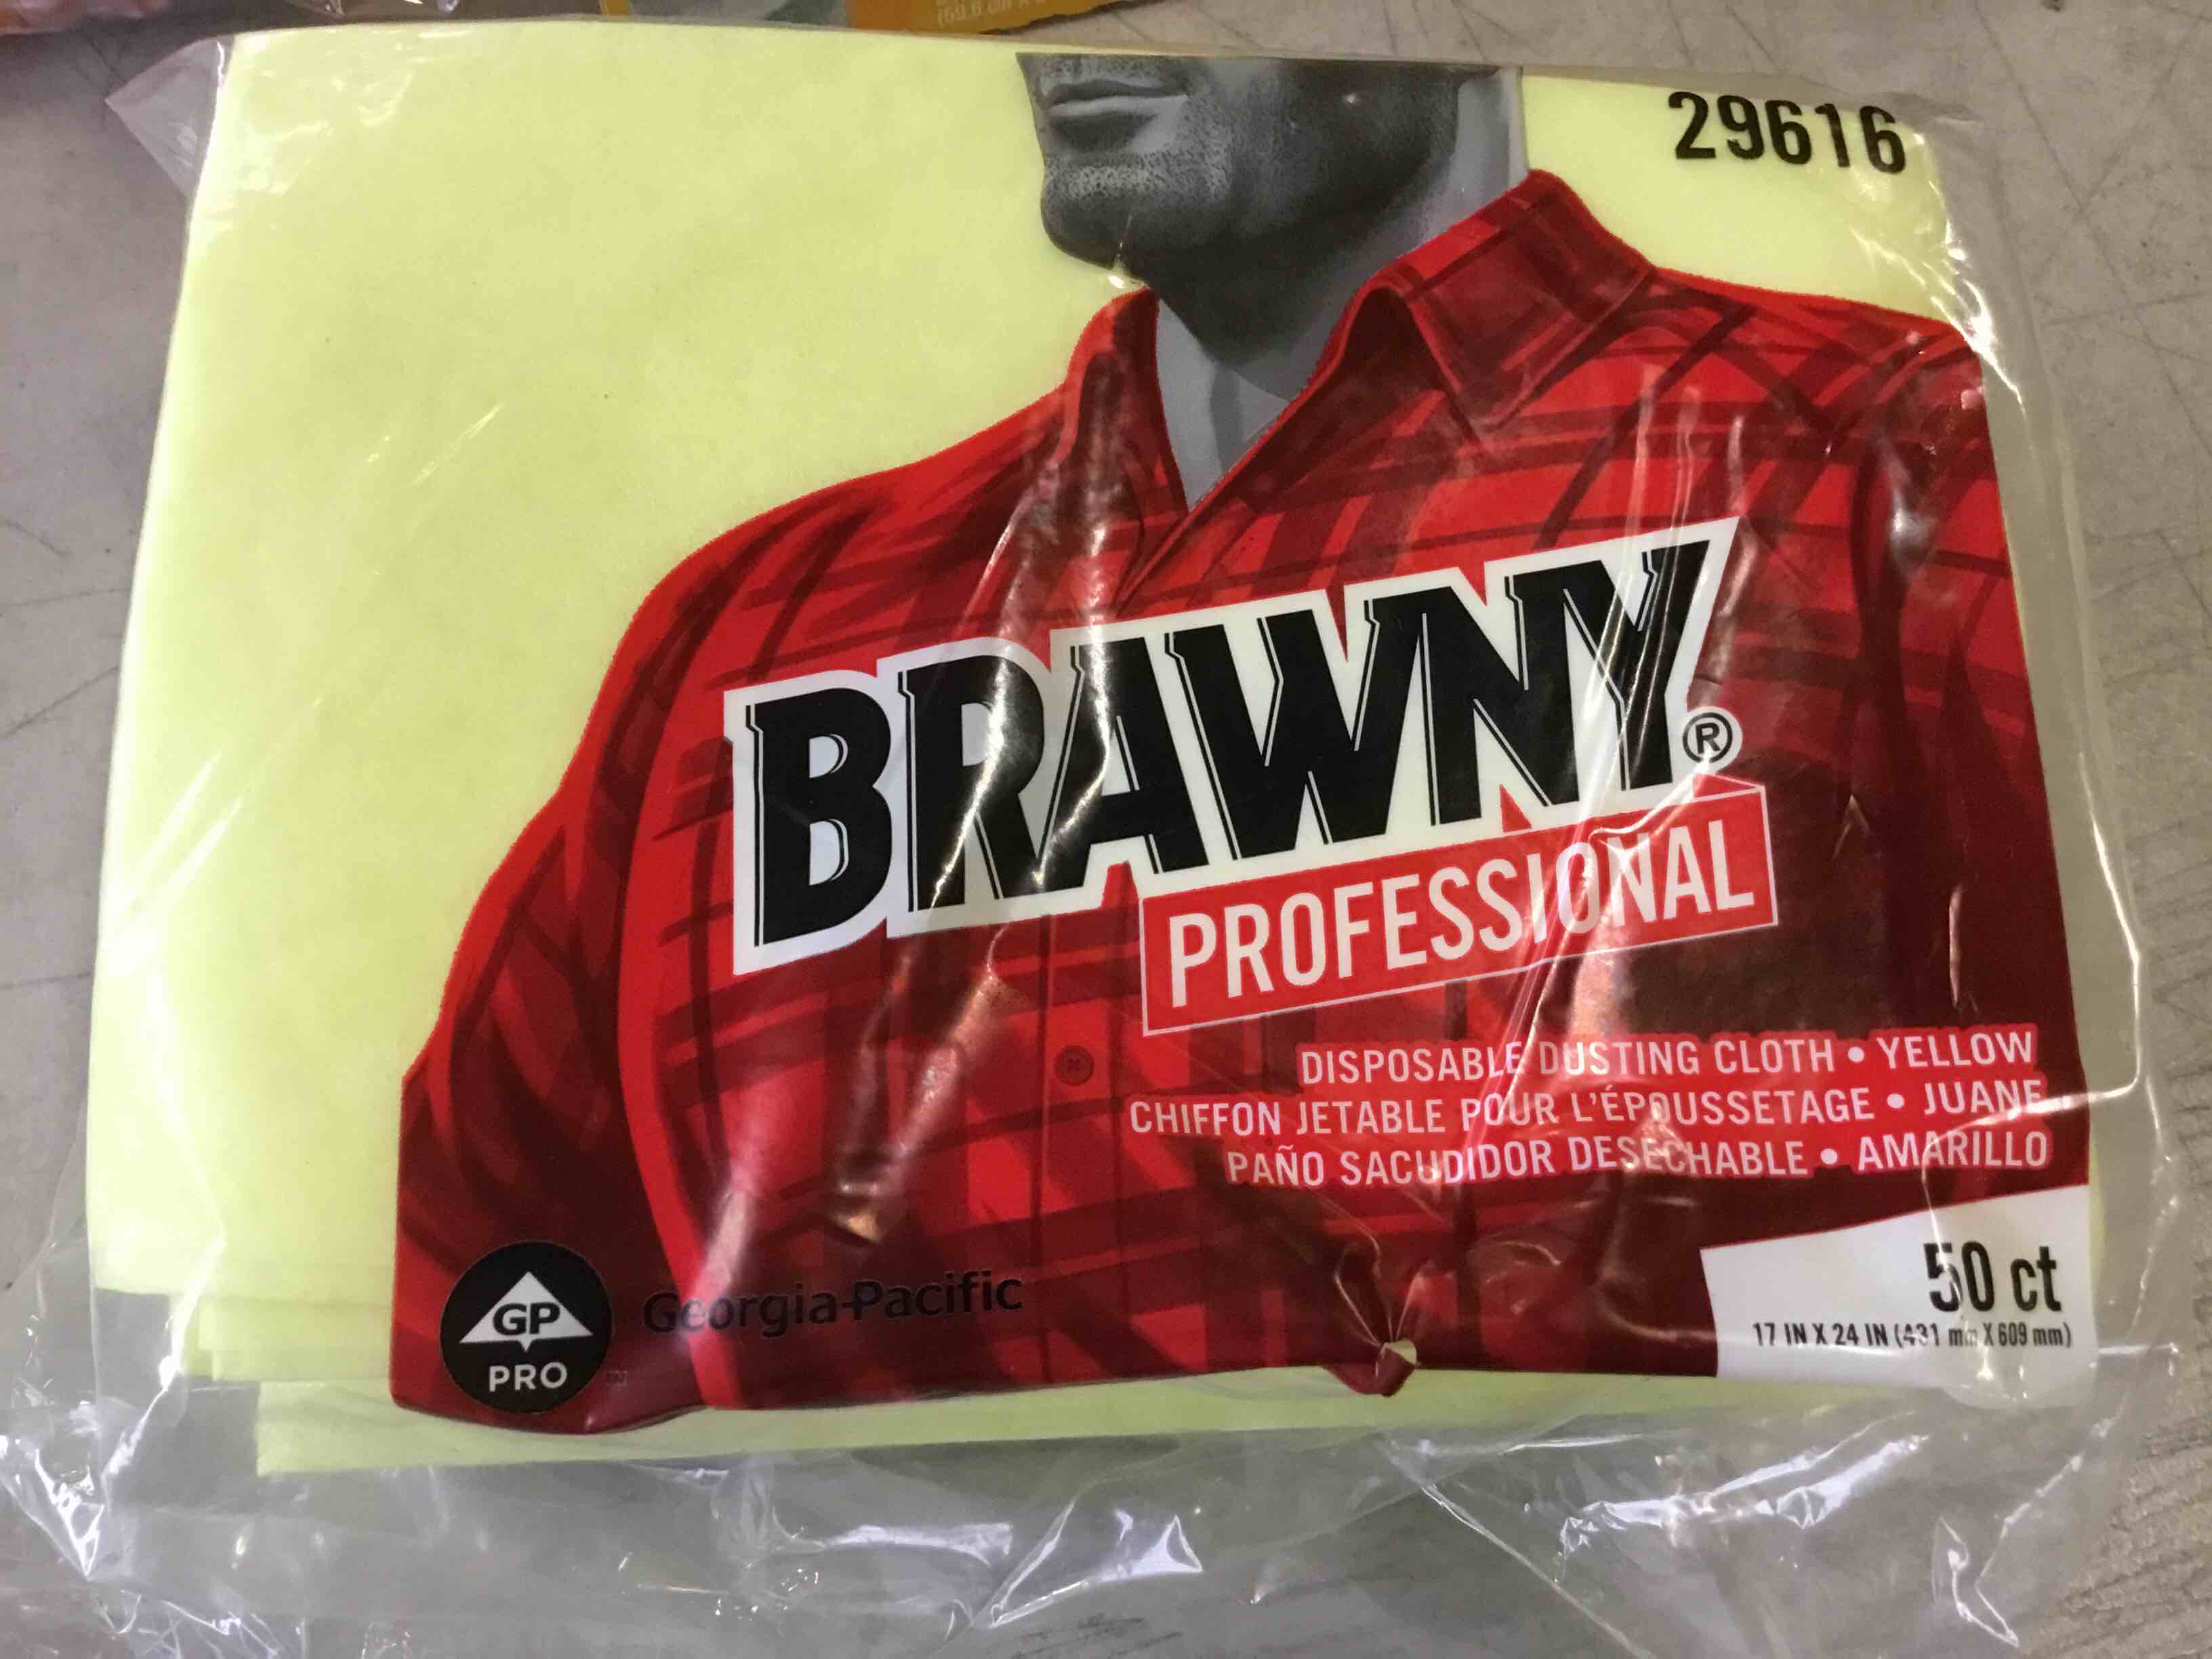 29616
BRAWNY®
PROFESSIONAL
DISPOSABLE DUSTING CLOTH • YELLOW
CHIFFON JETABLE POUR L'ÉPOUSSETAGE • JUANE
PAÑO SACUDIDOR DESECHABLE • AMARILLO
50 ct
17 IN X 24 IN (431 mm X 609 mm)
GP
PRO
Georgia-Pacific